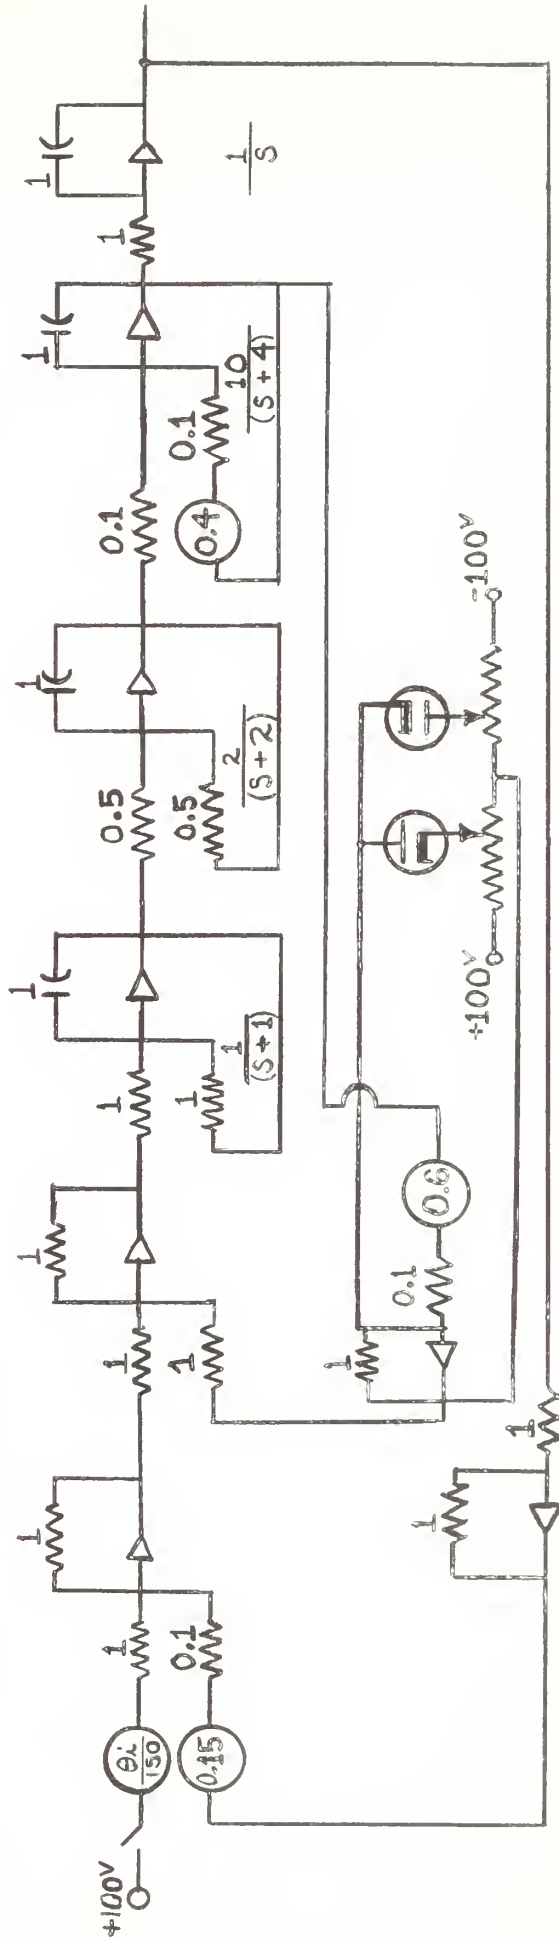 1 1 1 1 1 1
+100V θi/150 1 1 1 0.5 0.1 1
0.15 0.1 1 1 0.5 0.4 0.1
1/(S+1) 2/(S+2) 10/(S+4) 1/S
1 0.1 0.6
+100V -100V
1 1